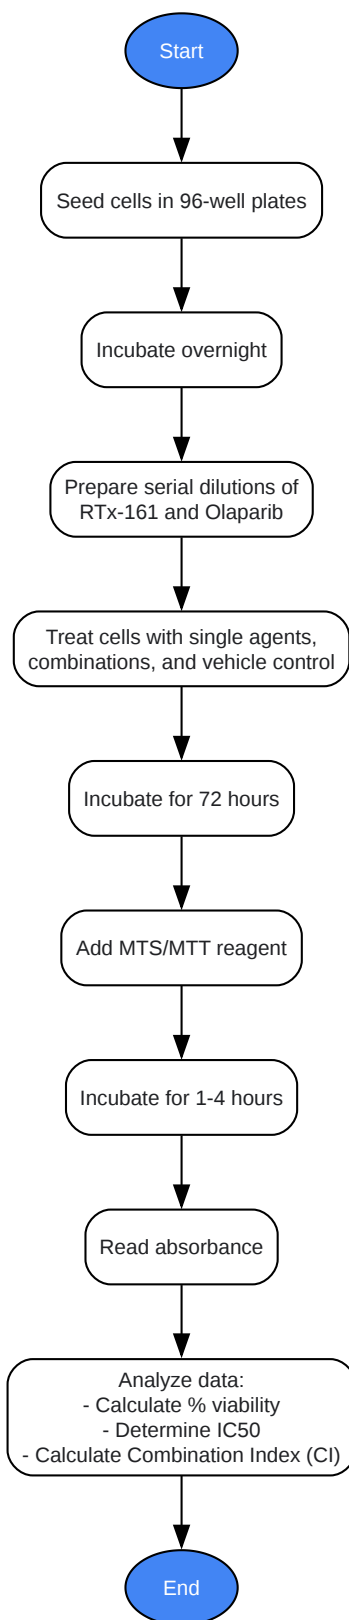 Start
Seed cells in 96-well plates
Incubate overnight
Prepare serial dilutions of
RTx-161 and Olaparib
Treat cells with single agents,
combinations, and vehicle control
Incubate for 72 hours
Add MTS/MTT reagent
Incubate for 1-4 hours
Read absorbance
Analyze data:
- Calculate % viability
- Determine IC50
- Calculate Combination Index (CI)
End